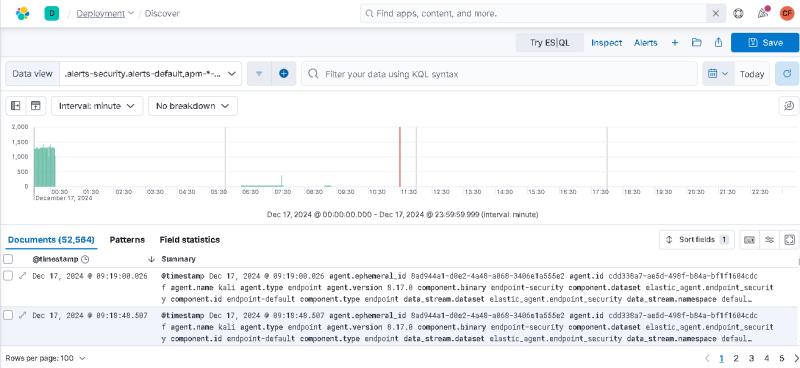 D / Deployment / Discover
Find apps, content, and more.
CF
Try ES|QL Inspect Alerts Save
Data view .alerts-security.alerts-default,apm-*-... Filter your data using KQL syntax Today
Interval: minute No breakdown
2,000
1,500
1,000
500
0
00:30 01:30 02:30 03:30 04:30 05:30 06:30 07:30 08:30 09:30 10:30 11:30 12:30 13:30 14:30 15:30 16:30 17:30 18:30 19:30 20:30 21:30 22:30
December 17, 2024
Dec 17, 2024 @ 00:00:00.000 - Dec 17, 2024 @ 23:59:59.999 (interval: minute)
Documents (52,564) Patterns Field statistics Sort fields 1
@timestamp Summary
Dec 17, 2024 @ 09:19:00.026 @timestamp Dec 17, 2024 @ 09:19:00.026 agent.ephemeral_id 8ad944a1-d0e2-4a48-a068-3406e1a555e2 agent.id cdd338a7-ae5d-498f-b84a-bf1f1604cdc
f agent.name kali agent.type endpoint agent.version 8.17.0 component.binary endpoint-security component.dataset elastic_agent.endpoint_securit
y component.id endpoint-default component.type endpoint data_stream.dataset elastic_agent.endpoint_security data_stream.namespace defaul...
Dec 17, 2024 @ 09:18:48.507 @timestamp Dec 17, 2024 @ 09:18:48.507 agent.ephemeral_id 8ad944a1-d0e2-4a48-a068-3406e1a555e2 agent.id cdd338a7-ae5d-498f-b84a-bf1f1604cdc
f agent.name kali agent.type endpoint agent.version 8.17.0 component.binary endpoint-security component.dataset elastic_agent.endpoint_securit
y component.id endpoint-default component.type endpoint data_stream.dataset elastic_agent.endpoint_security data_stream.namespace defaul...
Rows per page: 100 1 2 3 4 5